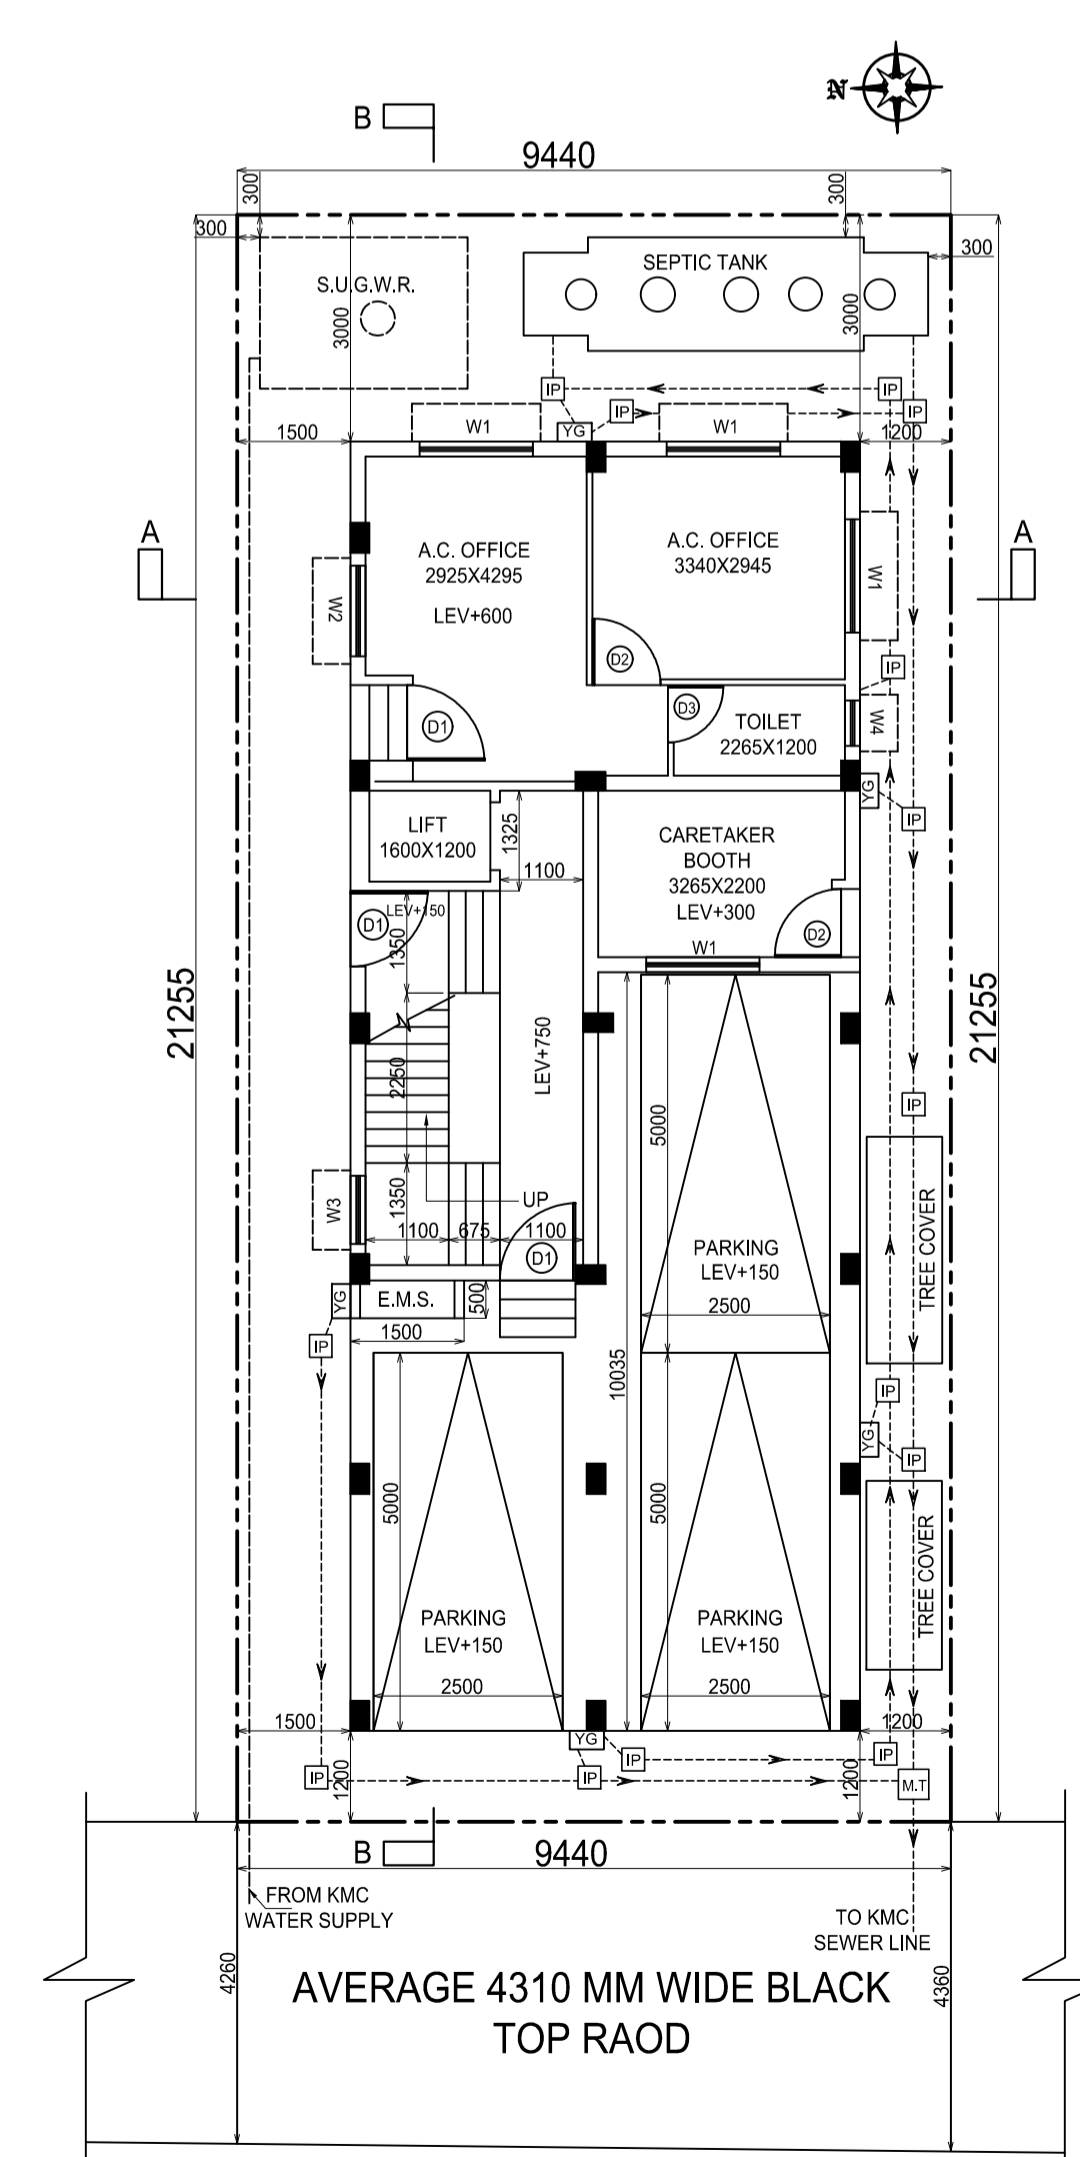 N
B
9440
300
300
300
300
S.U.G.W.R.
SEPTIC TANK
3000
3000
IP
IP
IP
IP
YG
W1
W1
1500
1200
A
A
A.C. OFFICE
2925X4295
LEV+600
A.C. OFFICE
3340X2945
W2
W1
D2
IP
D1
D3
TOILET
2265X1200
W4
YG
IP
LIFT
1600X1200
1325
1100
CARETAKER
BOOTH
3265X2200
LEV+300
D1
LEV+150
1350
D2
W1
21255
21255
LEV+750
2250
5000
IP
W3
1350
UP
1100
675
1100
D1
PARKING
LEV+150
TREE COVER
YG
E.M.S.
500
2500
IP
1500
10035
IP
YG
IP
5000
5000
TREE COVER
PARKING
LEV+150
PARKING
LEV+150
2500
2500
1500
1200
YG
IP
IP
IP
IP
1200
1200
M.T
B
9440
FROM KMC
WATER SUPPLY
TO KMC
SEWER LINE
4260
4360
AVERAGE 4310 MM WIDE BLACK
TOP RAOD